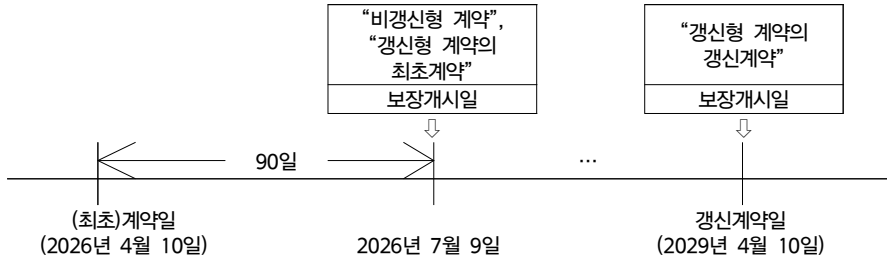 “비갱신형 계약”,
“갱신형 계약의
최초계약”
보장개시일
“갱신형 계약의
갱신계약”
보장개시일
90일
…
(최초)계약일
(2026년 4월 10일)
2026년 7월 9일
갱신계약일
(2029년 4월 10일)